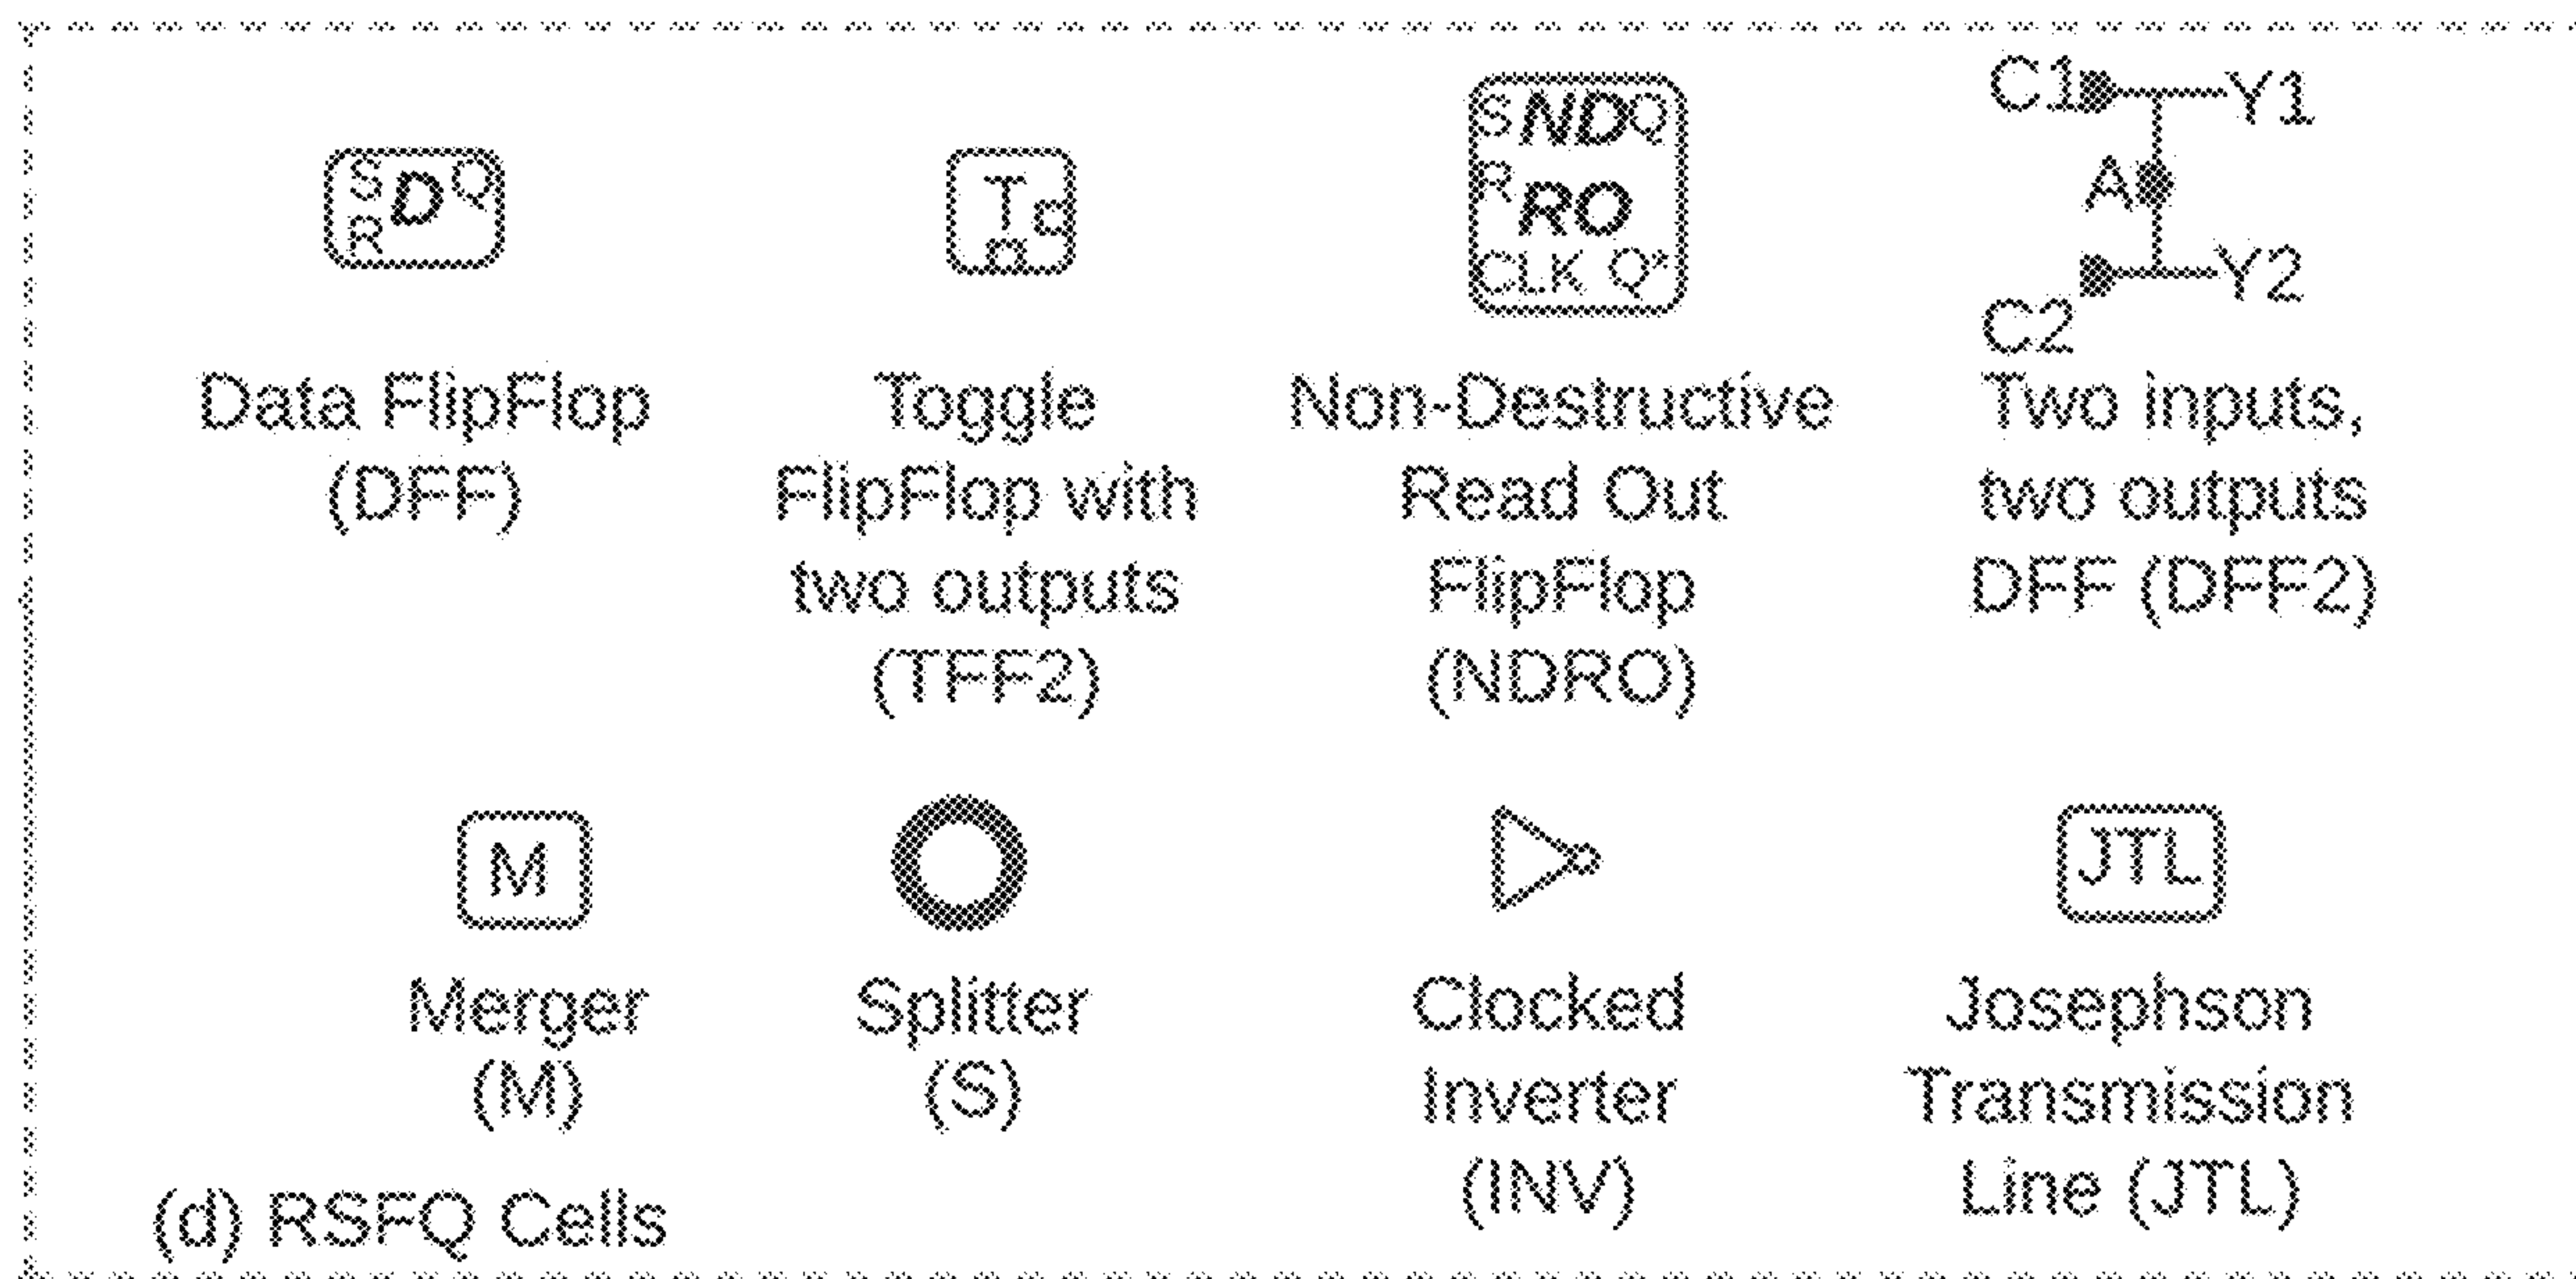 S D Q
R
Data FlipFlop
(DFF)
T
Toggle
FlipFlop with
two outputs
(TFF2)
S ND Q
R RO
CLK Q*
Non-Destructive
Read Out
FlipFlop
(NDRO)
C1 Y1
A
Y2
C2
Two inputs,
two outputs
DFF (DFF2)
M
Merger
(M)
Splitter
(S)
Clocked
Inverter
(INV)
JTL
Josephson
Transmission
Line (JTL)
(d) RSFQ Cells